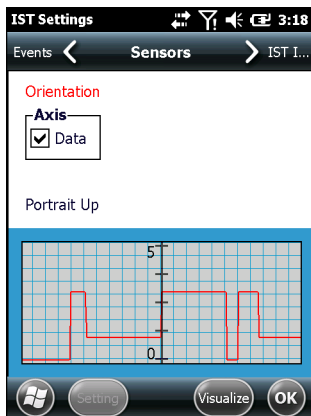 IST Settings 3:18
Events Sensors IST I...
Orientation
Axis
Data
Portrait Up
5
0
Setting Visualize OK